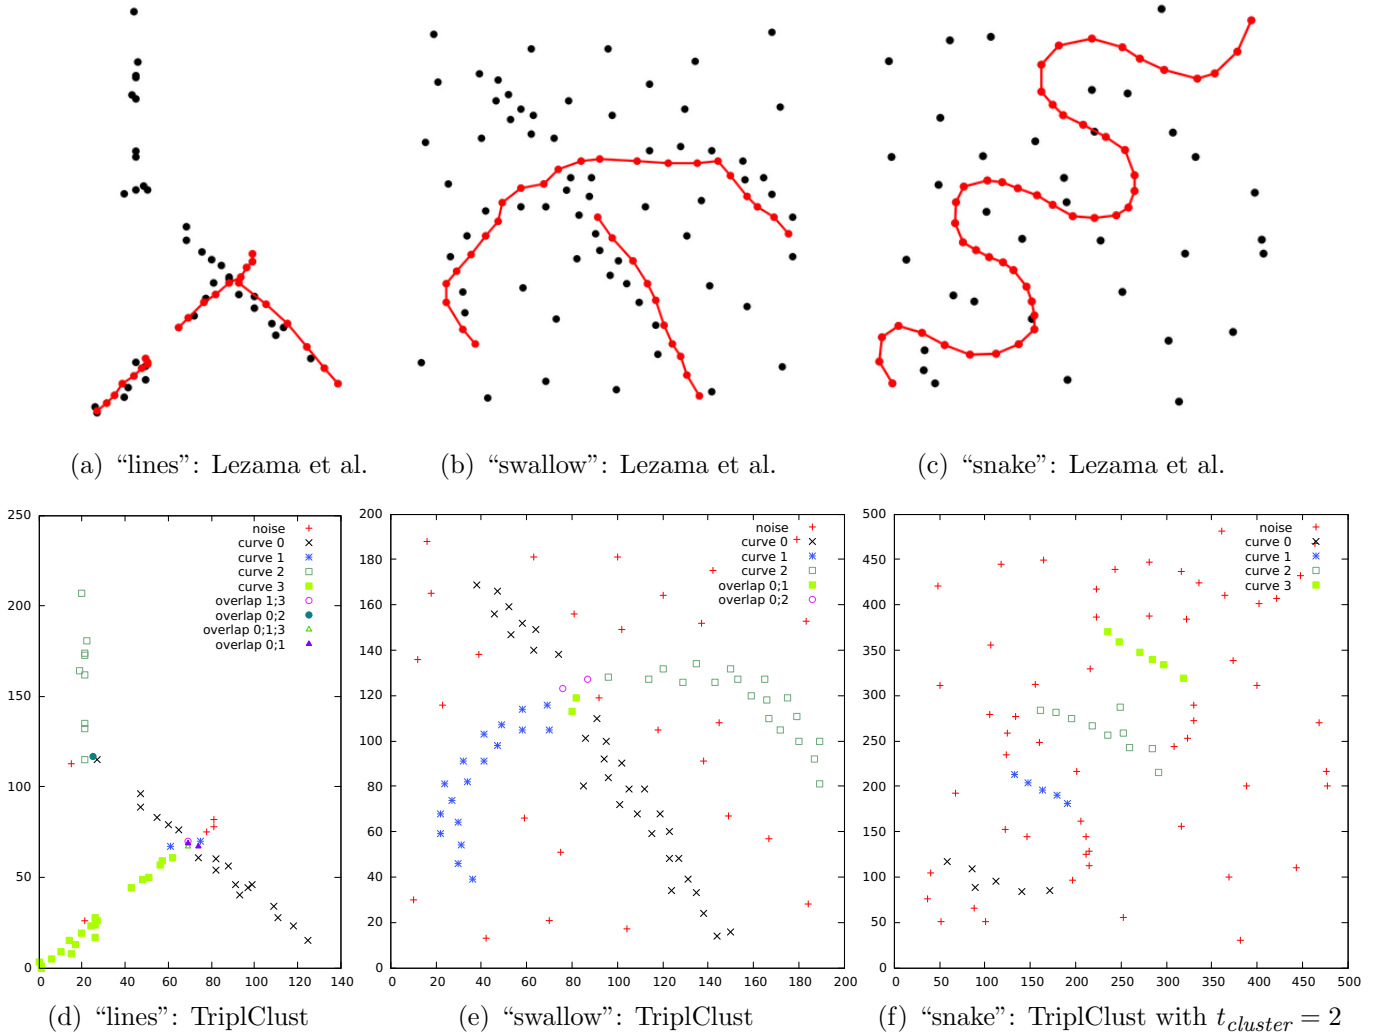 (a) “lines”: Lezama et al.
(b) “swallow”: Lezama et al.
(c) “snake”: Lezama et al.
250
200
150
100
50
0
0
20
40
60
80
100
120
140
noise
curve 0
curve 1
curve 2
curve 3
overlap 1;3
overlap 0;2
overlap 0;1;3
overlap 0;1
200
180
160
140
120
100
80
60
40
20
0
0
20
40
60
80
100
120
140
160
180
200
noise
curve 0
curve 1
curve 2
overlap 0;1
overlap 0;2
500
450
400
350
300
250
200
150
100
50
0
0
50
100
150
200
250
300
350
400
450
500
noise
curve 0
curve 1
curve 2
curve 3
(d) “lines”: TriplClust
(e) “swallow”: TriplClust
(f) “snake”: TriplClust with t_cluster = 2